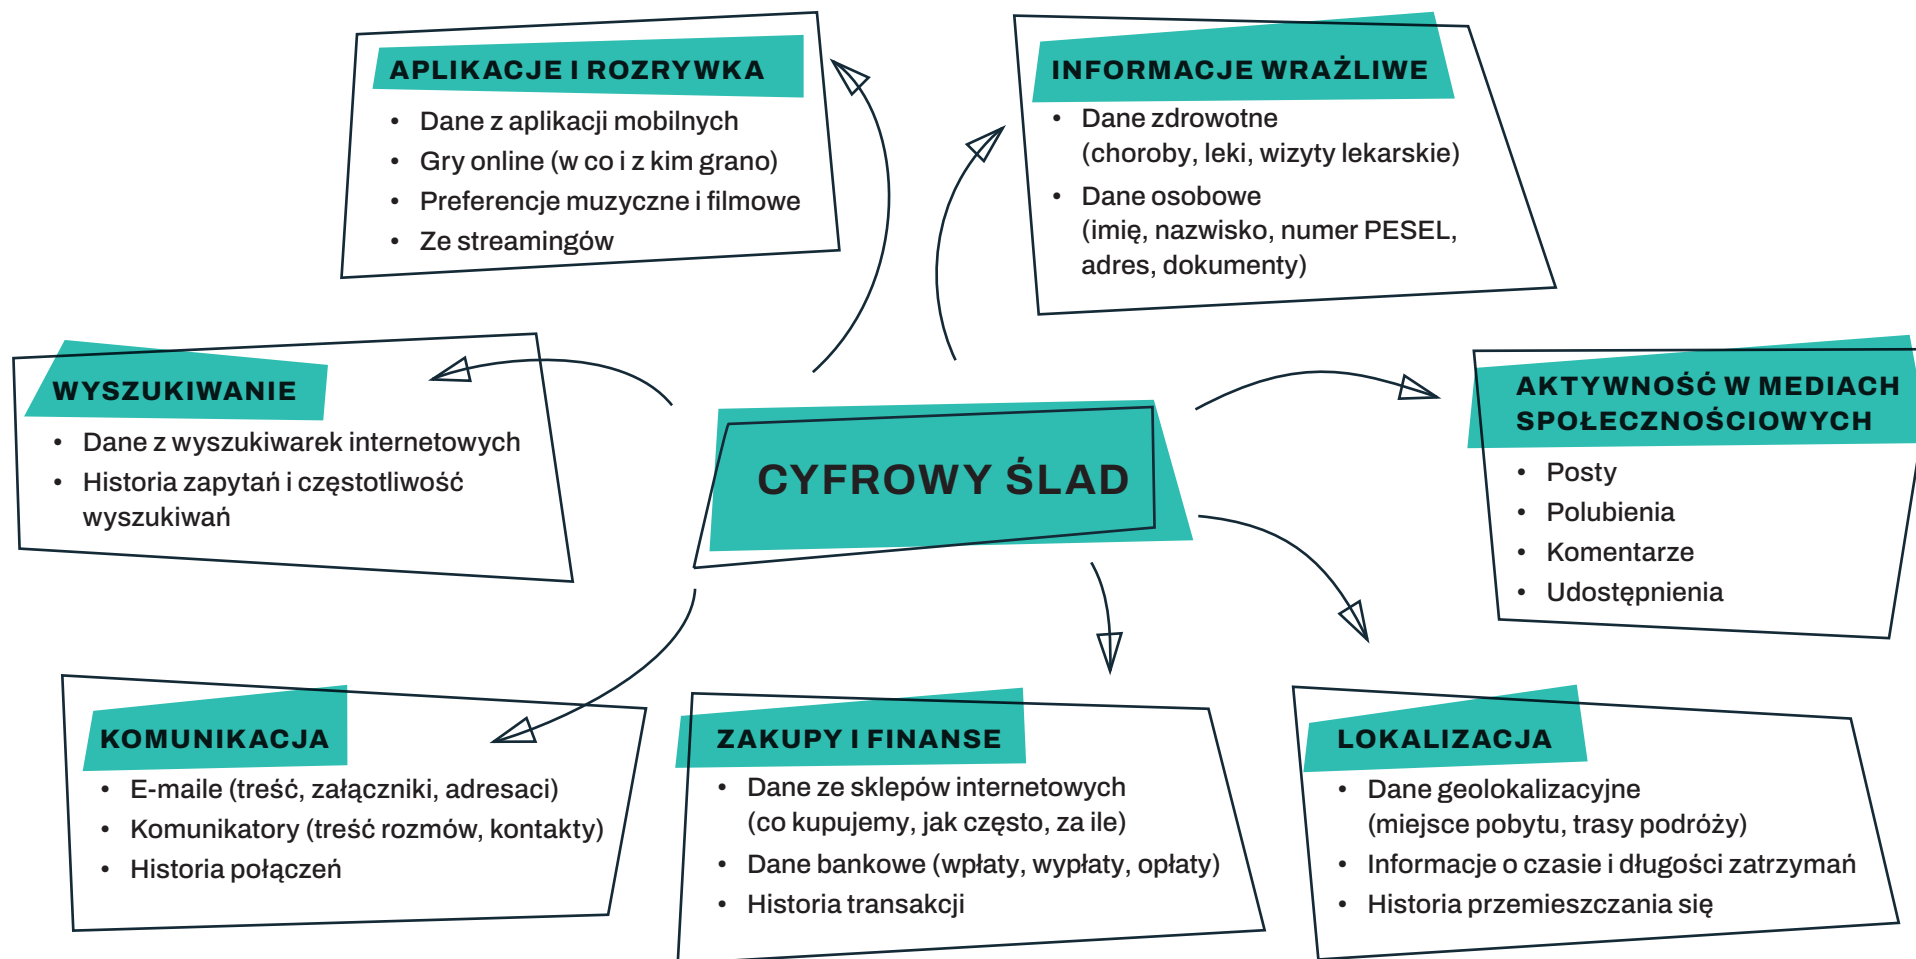 APLIKACJE I ROZRYWKA
• Dane z aplikacji mobilnych
• Gry online (w co i z kim grano)
• Preferencje muzyczne i filmowe
• Ze streamingów
INFORMACJE WRAŻLIWE
• Dane zdrowotne
(choroby, leki, wizyty lekarskie)
• Dane osobowe
(imię, nazwisko, numer PESEL,
adres, dokumenty)
WYSZUKIWANIE
• Dane z wyszukiwarek internetowych
• Historia zapytań i częstotliwość
wyszukiwań
CYFROWY ŚLAD
AKTYWNOŚĆ W MEDIACH
SPOŁECZNOŚCIOWYCH
• Posty
• Polubienia
• Komentarze
• Udostępnienia
KOMUNIKACJA
• E-maile (treść, załączniki, adresaci)
• Komunikatory (treść rozmów, kontakty)
• Historia połączeń
ZAKUPY I FINANSE
• Dane ze sklepów internetowych
(co kupujemy, jak często, za ile)
• Dane bankowe (wpłaty, wypłaty, opłaty)
• Historia transakcji
LOKALIZACJA
• Dane geolokalizacyjne
(miejsce pobytu, trasy podróży)
• Informacje o czasie i długości zatrzymań
• Historia przemieszczania się